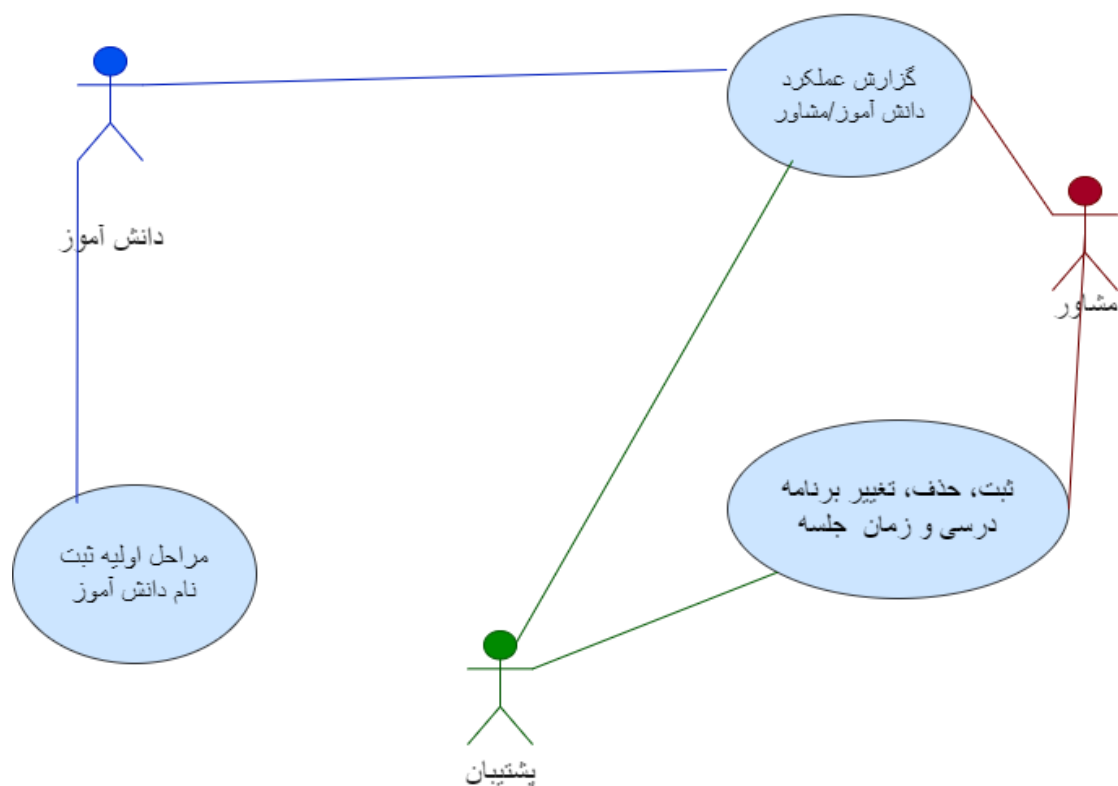 گزارش عملکرد
دانش آموز/مشاور
دانش آموز
مشاور
ثبت، حذف، تغییر برنامه
درسی و زمان جلسه
مراحل اولیه ثبت
نام دانش آموز
پشتیبان